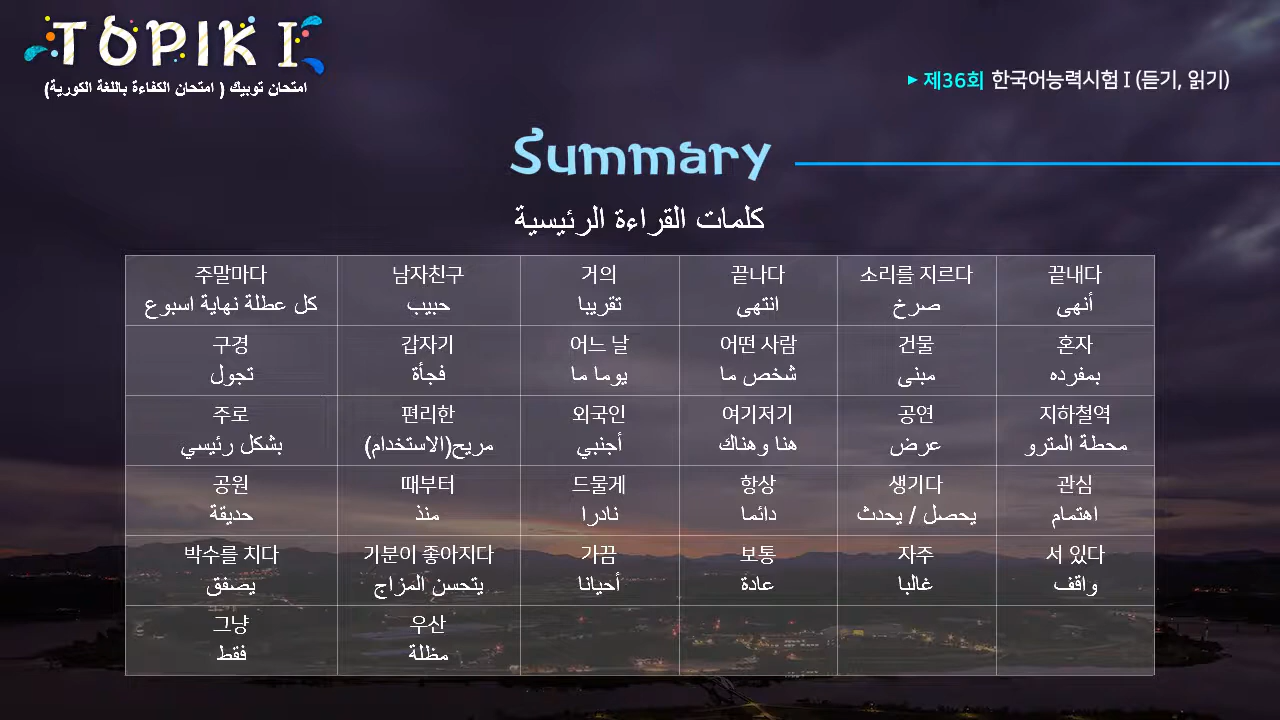 TOPIK I
امتحان توبيك ( امتحان الكفاءة باللغة الكورية)
▶ 제36회 한국어능력시험 I (듣기, 읽기)
Summary
كلمات القراءة الرئيسية
주말마다 남자친구 거의 끝나다 소리를 지르다 끝내다
كل عطلة نهاية اسبوع حبيب تقريبا انتهى صرخ أنهى
구경 갑자기 어느 날 어떤 사람 건물 혼자
تجول فجأة يوما ما شخص ما مبنى بمفرده
주로 편리한 외국인 여기저기 공연 지하철역
بشكل رئيسي مريح(الاستخدام) أجنبي هنا وهناك عرض محطة المترو
공원 때부터 드물게 항상 생기다 관심
حديقة منذ نادرا دائما يحصل / يحدث اهتمام
박수를 치다 기분이 좋아지다 가끔 보통 자주 서 있다
يصفق يتحسن المزاج أحيانا عادة غالبا واقف
그냥 우산
فقط مظلة